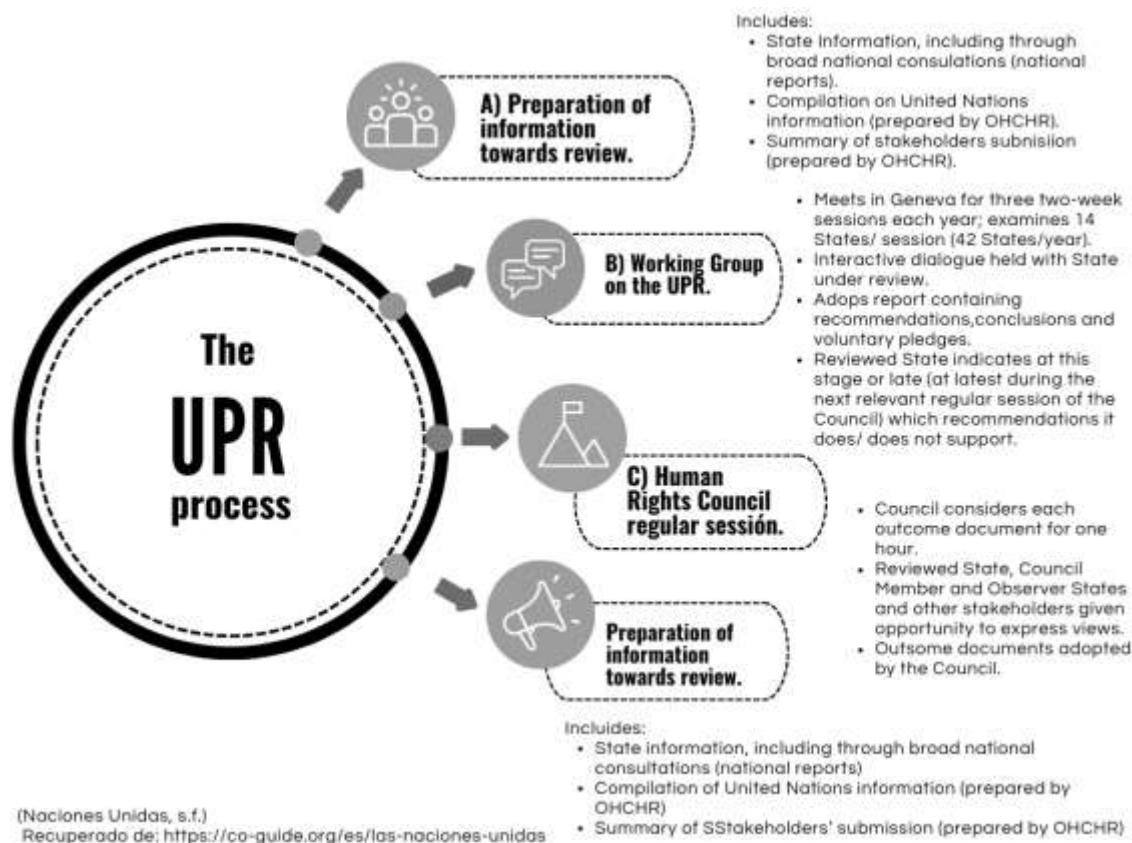 The
UPR
process
A) Preparation of
information
towards review.
Includes:
• State Information, including through
broad national consulations (national
reports).
• Compilation on United Nations
information (prepared by OHCHR).
• Summary of stakeholders subnisiion
(prepared by OHCHR).
B) Working Group
on the UPR.
• Meets in Geneva for three two-week
sessions each year; examines 14
States/ session (42 States/year).
• Interactive dialogue held with State
under review.
• Adops report containing
recommendations,conclusions and
voluntary pledges.
• Reviewed State indicates at this
stage or late (at latest during the
next relevant regular session of the
Council) which recommendations it
does/ does not support.
C) Human
Rights Council
regular sessión.
• Council considers each
outcome document for one
hour.
• Reviewed State, Council
Member and Observer States
and other stakeholders given
opportunity to express views.
• Outsome documents adopted
by the Council.
Preparation of
information
towards review.
Incluides:
• State information, including through broad national
consultations (national reports)
• Compilation of United Nations information (prepared by
OHCHR)
• Summary of SStakeholders' submission (prepared by OHCHR)
(Naciones Unidas, s.f.)
Recuperado de: https://co-guide.org/es/las-naciones-unidas